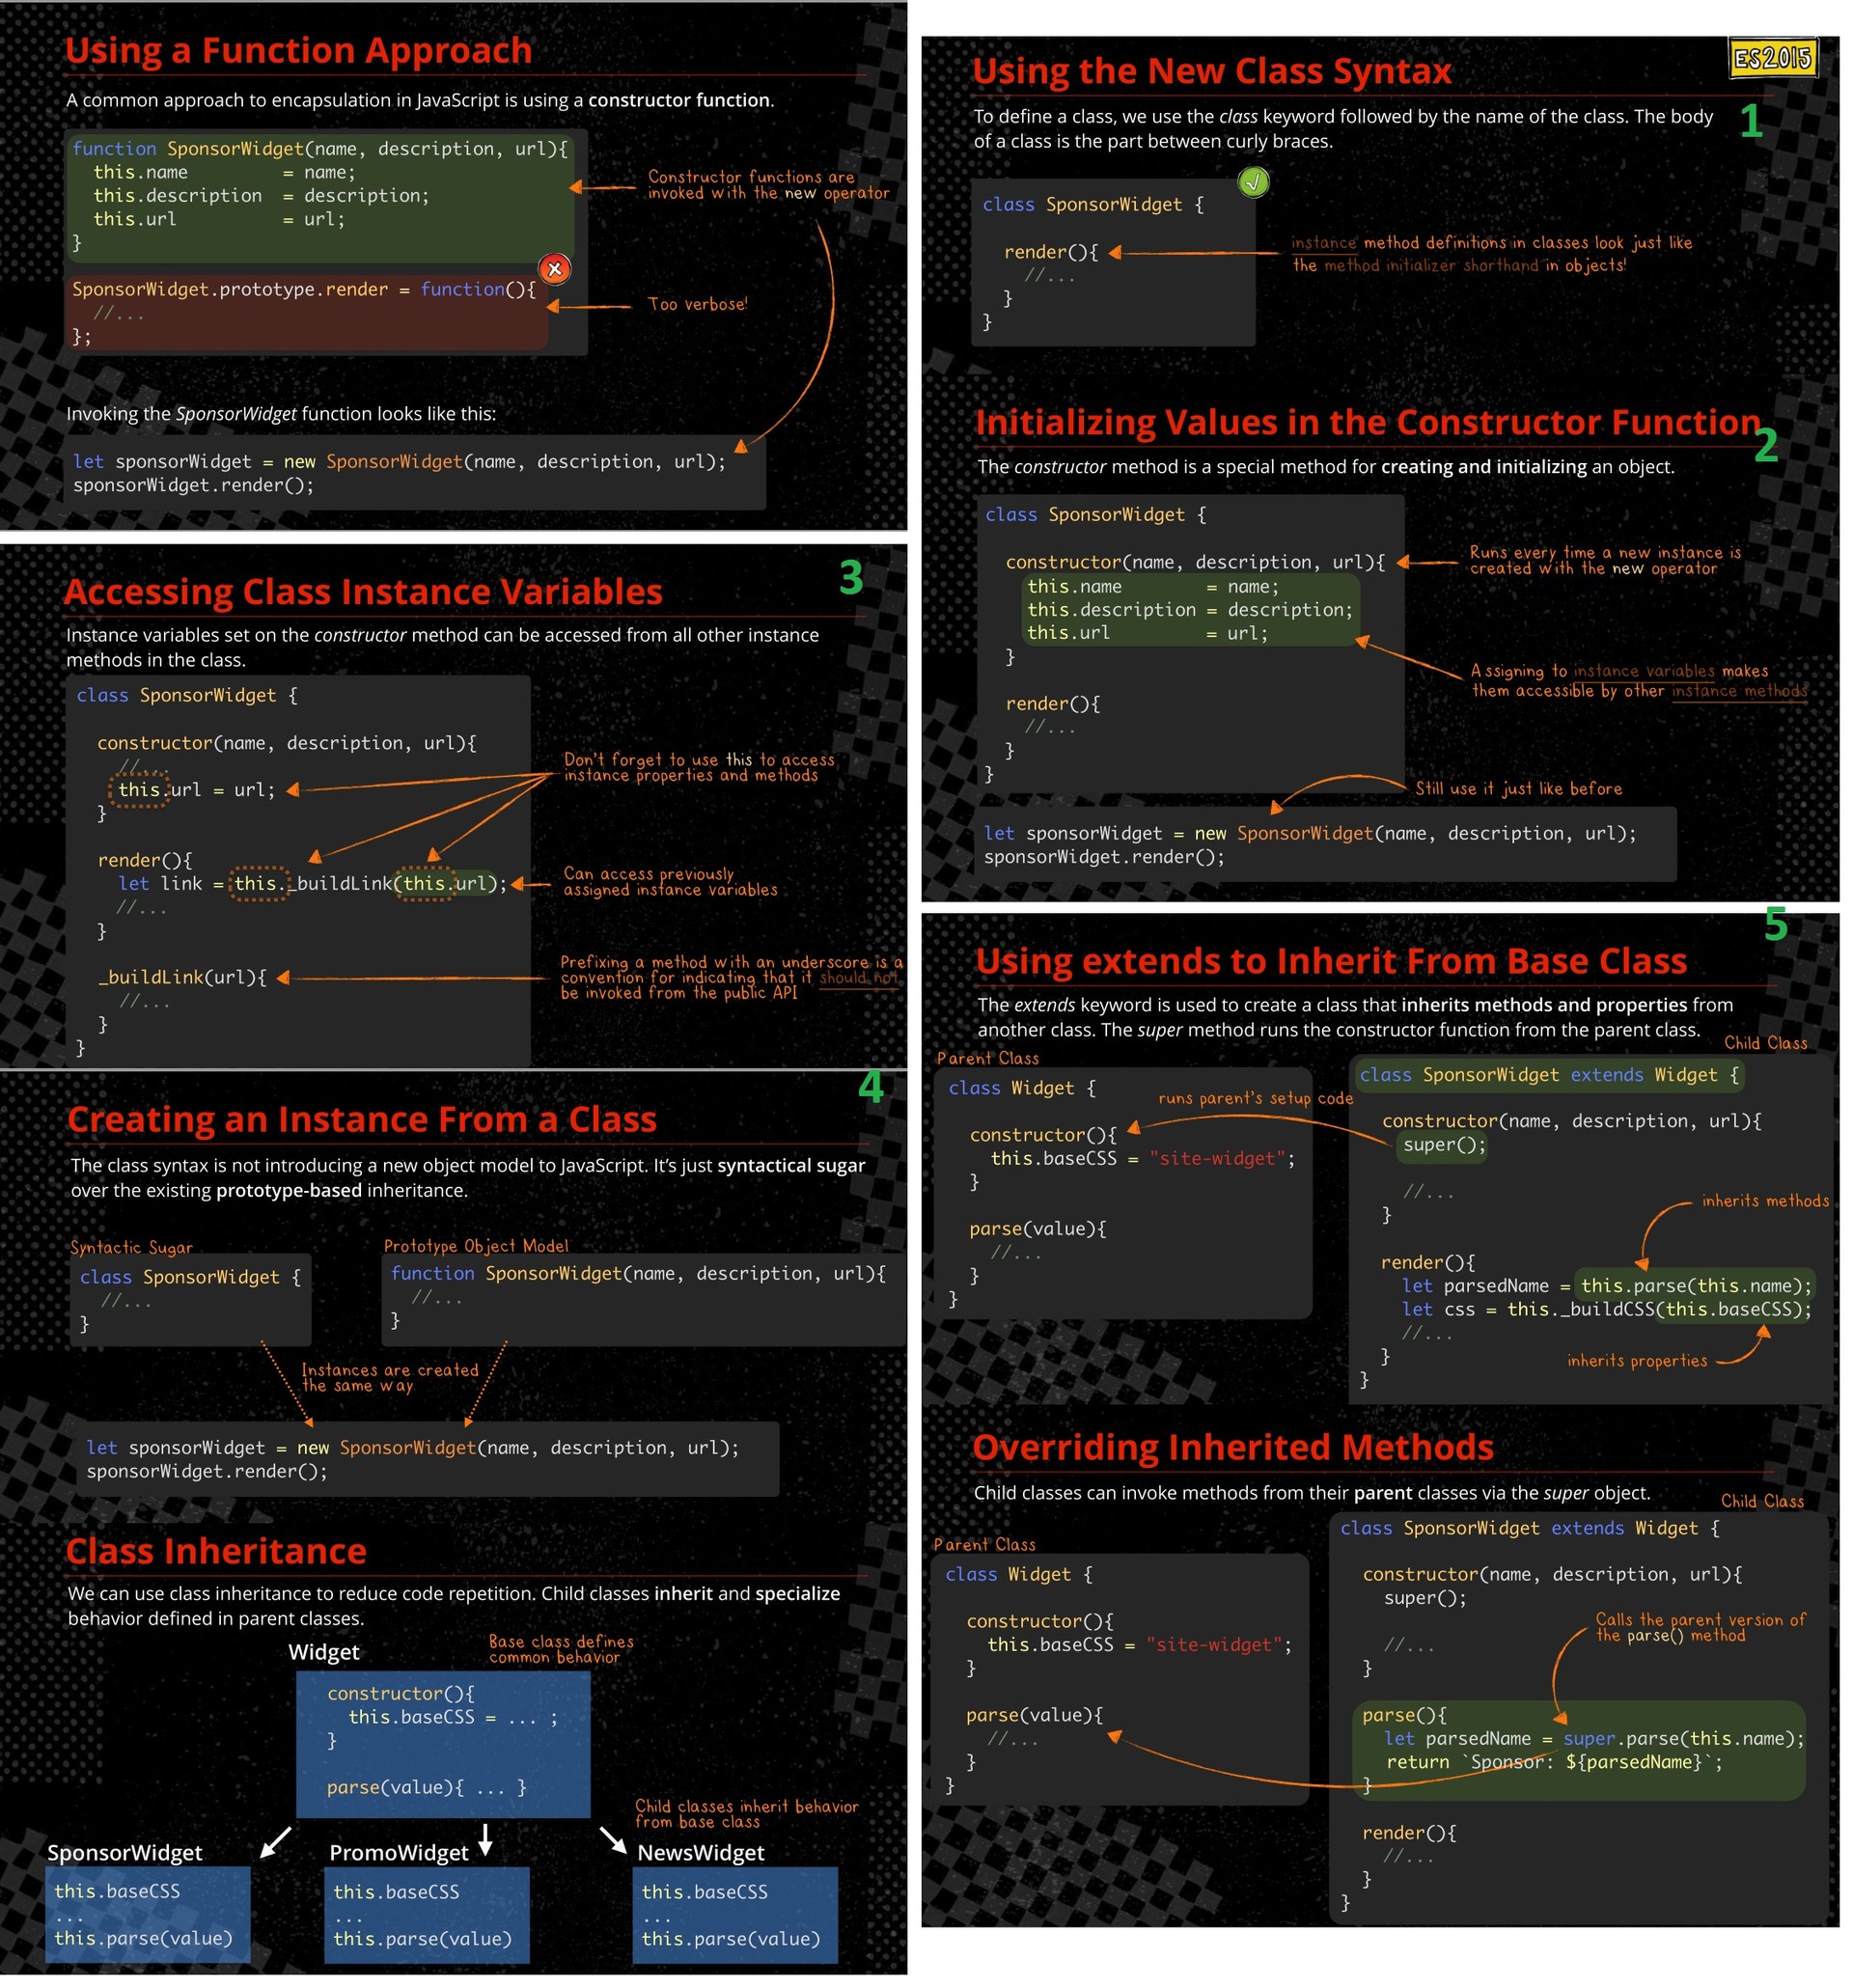 Using a Function Approach
A common approach to encapsulation in JavaScript is using a constructor function.
function SponsorWidget(name, description, url){
this.name = name;
this.description = description;
this.url = url;
}
Constructor functions are
invoked with the new operator
SponsorWidget.prototype.render = function(){
//...
};
Too verbose!
Invoking the SponsorWidget function looks like this:
let sponsorWidget = new SponsorWidget(name, description, url);
sponsorWidget.render();
ES2015
Using the New Class Syntax
1
To define a class, we use the class keyword followed by the name of the class. The body
of a class is the part between curly braces.
class SponsorWidget {
render(){
//...
}
}
instance method definitions in classes look just like
the method initializer shorthand in objects!
Initializing Values in the Constructor Function
2
The constructor method is a special method for creating and initializing an object.
class SponsorWidget {
constructor(name, description, url){
this.name = name;
this.description = description;
this.url = url;
}
render(){
//...
}
}
Runs every time a new instance is
created with the new operator
Assigning to instance variables makes
them accessible by other instance methods
Still use it just like before
let sponsorWidget = new SponsorWidget(name, description, url);
sponsorWidget.render();
3
Accessing Class Instance Variables
Instance variables set on the constructor method can be accessed from all other instance
methods in the class.
class SponsorWidget {
constructor(name, description, url){
//...
this.url = url;
}
render(){
let link = this._buildLink(this.url);
//...
}
_buildLink(url){
//...
}
}
Don't forget to use this to access
instance properties and methods
Can access previously
assigned instance variables
Prefixing a method with an underscore is a
convention for indicating that it should not
be invoked from the public API
4
Creating an Instance From a Class
The class syntax is not introducing a new object model to JavaScript. It’s just syntactical sugar
over the existing prototype-based inheritance.
Syntactic Sugar
class SponsorWidget {
//...
}
Prototype Object Model
function SponsorWidget(name, description, url){
//...
}
Instances are created
the same way
let sponsorWidget = new SponsorWidget(name, description, url);
sponsorWidget.render();
Class Inheritance
We can use class inheritance to reduce code repetition. Child classes inherit and specialize
behavior defined in parent classes.
Widget
Base class defines
common behavior
constructor(){
this.baseCSS = ... ;
}
parse(value){ ... }
Child classes inherit behavior
from base class
SponsorWidget
this.baseCSS
...
this.parse(value)
PromoWidget
this.baseCSS
...
this.parse(value)
NewsWidget
this.baseCSS
...
this.parse(value)
5
Using extends to Inherit From Base Class
The extends keyword is used to create a class that inherits methods and properties from
another class. The super method runs the constructor function from the parent class.
Parent Class
class Widget {
constructor(){
this.baseCSS = "site-widget";
}
parse(value){
//...
}
}
runs parent's setup code
Child Class
class SponsorWidget extends Widget {
constructor(name, description, url){
super();
//...
}
inherits methods
render(){
let parsedName = this.parse(this.name);
let css = this._buildCSS(this.baseCSS);
//...
}
}
inherits properties
Overriding Inherited Methods
Child classes can invoke methods from their parent classes via the super object.
Parent Class
class Widget {
constructor(){
this.baseCSS = "site-widget";
}
parse(value){
//...
}
}
Child Class
class SponsorWidget extends Widget {
constructor(name, description, url){
super();
//...
}
Calls the parent version of
the parse() method
parse(){
let parsedName = super.parse(this.name);
return `Sponsor: ${parsedName}`;
}
render(){
//...
}
}